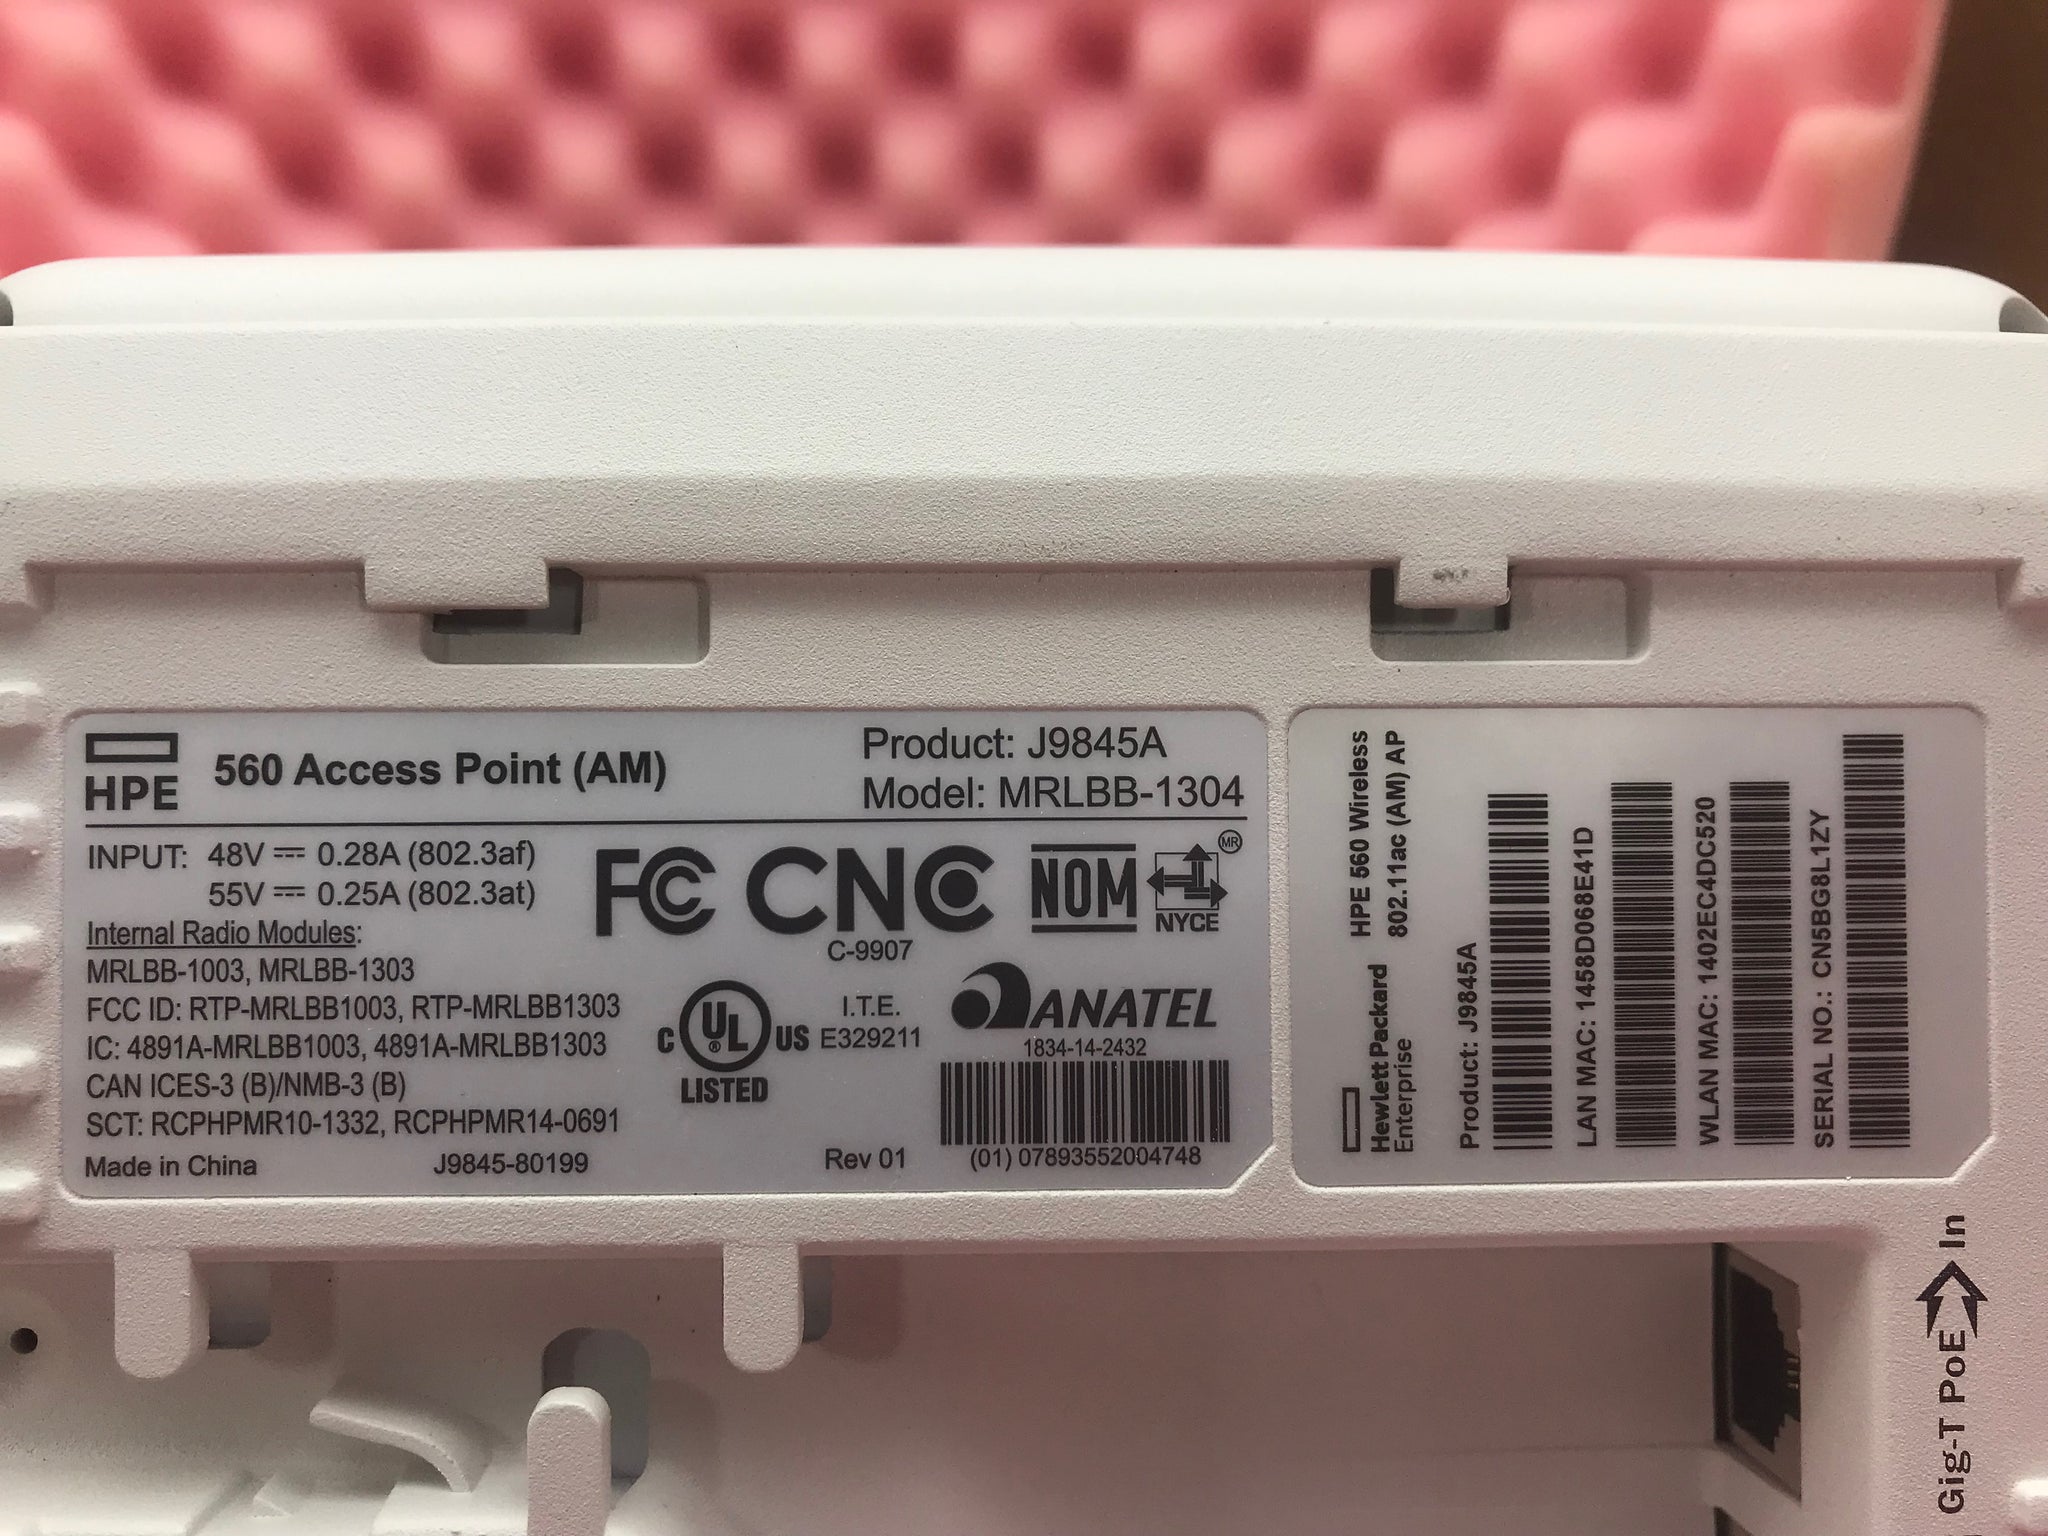 HPE
560 Access Point (AM)
Product: J9845A
Model: MRLBB-1304
INPUT: 48V ⎓ 0.28A (802.3af)
55V ⎓ 0.25A (802.3at)
Internal Radio Modules:
MRLBB-1003, MRLBB-1303
FCC ID: RTP-MRLBB1003, RTP-MRLBB1303
IC: 4891A-MRLBB1003, 4891A-MRLBB1303
CAN ICES-3 (B)/NMB-3 (B)
SCT: RCPHPMR10-1332, RCPHPMR14-0691
Made in China
J9845-80199
Rev 01
FC CNC
C-9907
NOM
MR
NYCE
C UL® US
LISTED
I.T.E.
E329211
ANATEL
1834-14-2432
(01) 07893552004748
Hewlett Packard
Enterprise
HPE 560 Wireless
802.11ac (AM) AP
Product: J9845A
LAN MAC: 1458D068E41D
WLAN MAC: 1402EC4DC520
SERIAL NO.: CN5BG8L1ZY
Gig-T PoE In